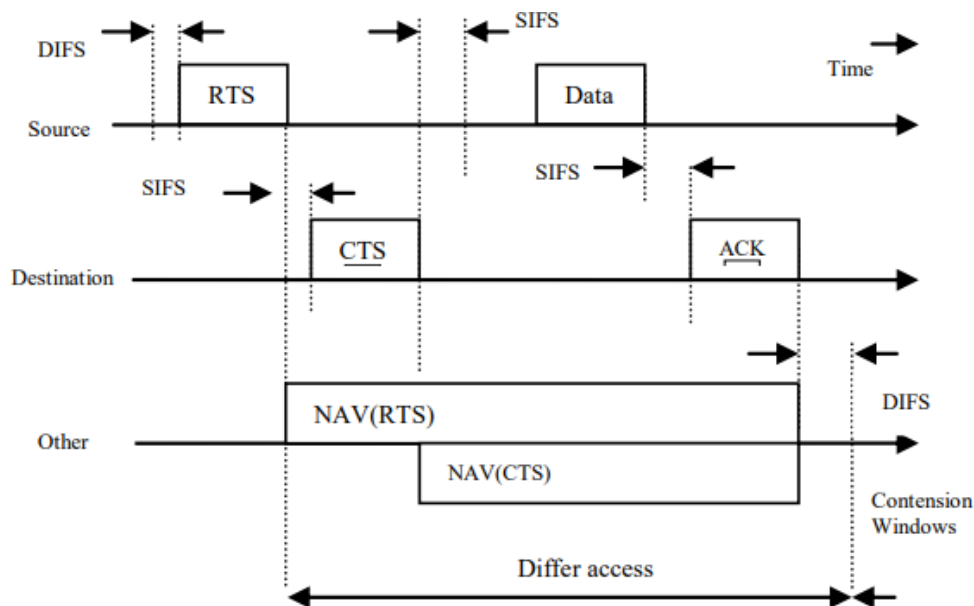 SIFS
DIFS
Time
RTS
Data
Source
SIFS
SIFS
CTS
ACK
Destination
NAV(RTS)
DIFS
Other
NAV(CTS)
Contension
Windows
Differ access